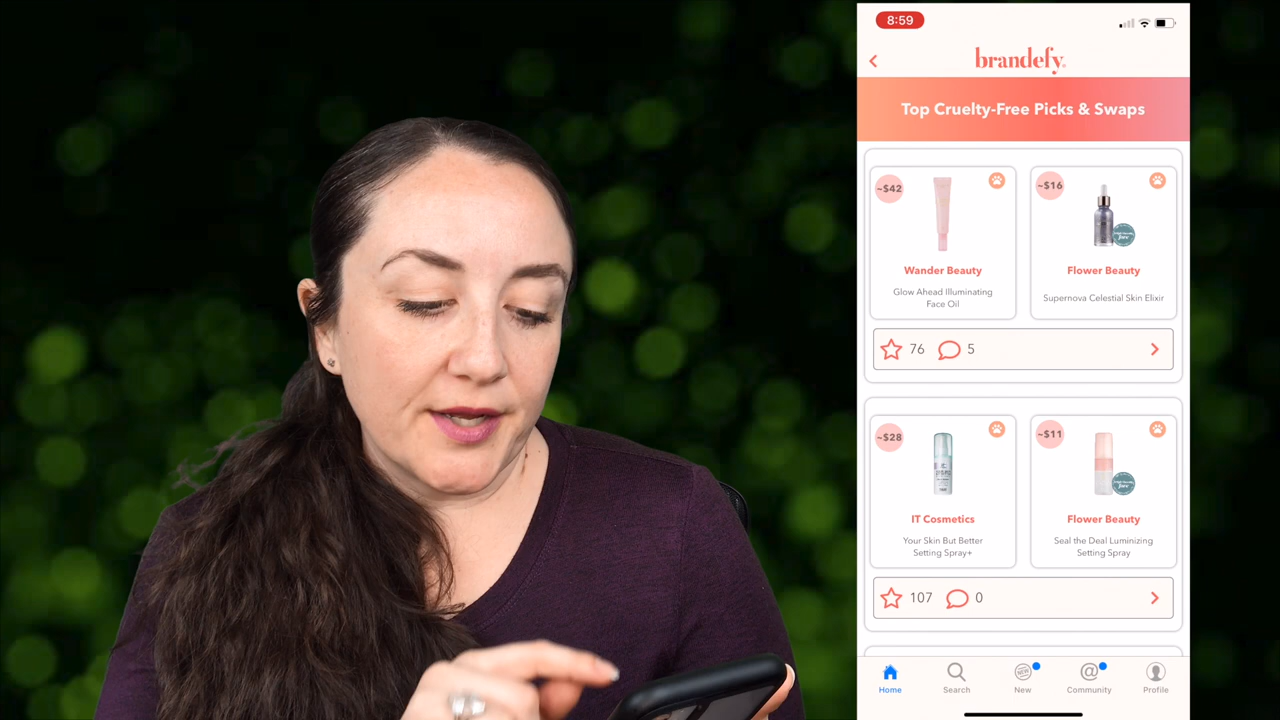 8:59
brandefy
Top Cruelty-Free Picks & Swaps
~$42
~$16
Wander Beauty
Flower Beauty
Glow Ahead Illuminating
Face Oil
Supernova Celestial Skin Elixir
76
5
~$28
~$11
IT Cosmetics
Flower Beauty
Your Skin But Better
Setting Spray+
Seal the Deal Luminizing
Setting Spray
107
0
Home
Search
NEW
New
@
Community
Profile